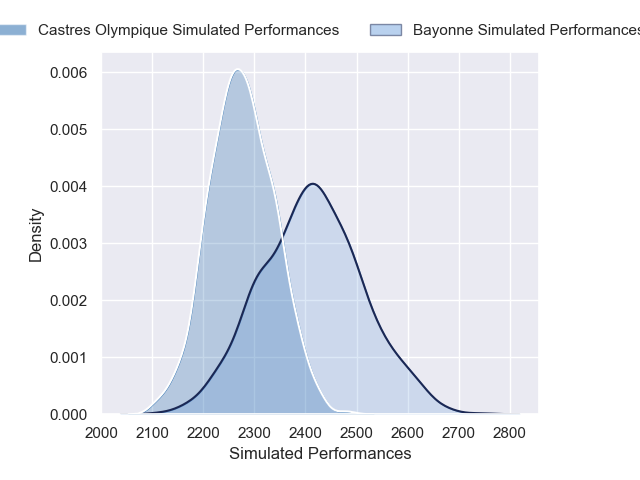 Castres Olympique Simulated Performances Bayonne Simulated Performances
0.006
0.005
0.004
0.003
0.002
0.001
0.000
Density
2000 2100 2200 2300 2400 2500 2600 2700 2800
Simulated Performances